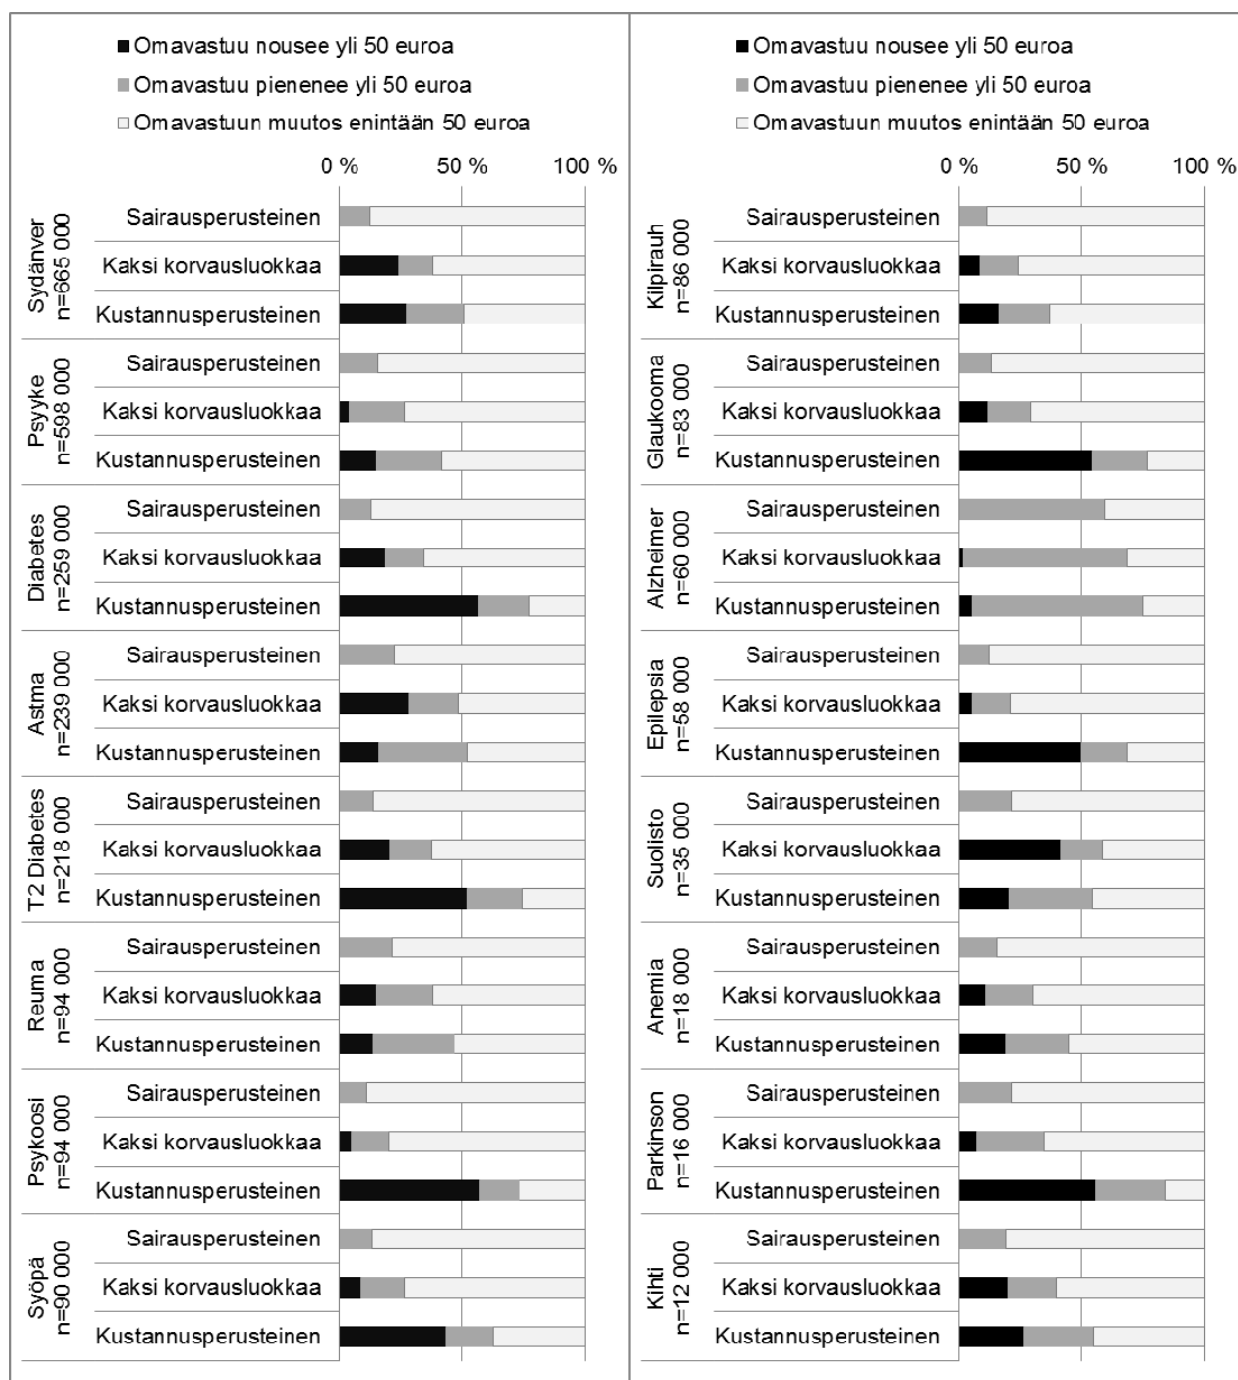 Omavastuu nousee yli 50 euroa
Omavastuu pienenee yli 50 euroa
Omavastuun muutos enintään 50 euroa
0 % 50 % 100 %
Sydänver
n=665 000
Sairausperusteinen
Kaksi korvausluokkaa
Kustannusperusteinen
Psyyke
n=598 000
Sairausperusteinen
Kaksi korvausluokkaa
Kustannusperusteinen
Diabetes
n=259 000
Sairausperusteinen
Kaksi korvausluokkaa
Kustannusperusteinen
Astma
n=239 000
Sairausperusteinen
Kaksi korvausluokkaa
Kustannusperusteinen
T2 Diabetes
n=218 000
Sairausperusteinen
Kaksi korvausluokkaa
Kustannusperusteinen
Reuma
n=94 000
Sairausperusteinen
Kaksi korvausluokkaa
Kustannusperusteinen
Psykoosi
n=94 000
Sairausperusteinen
Kaksi korvausluokkaa
Kustannusperusteinen
Syöpä
n=90 000
Sairausperusteinen
Kaksi korvausluokkaa
Kustannusperusteinen
Omavastuu nousee yli 50 euroa
Omavastuu pienenee yli 50 euroa
Omavastuun muutos enintään 50 euroa
0 % 50 % 100 %
Kilpirauh
n=86 000
Sairausperusteinen
Kaksi korvausluokkaa
Kustannusperusteinen
Glaukooma
n=83 000
Sairausperusteinen
Kaksi korvausluokkaa
Kustannusperusteinen
Alzheimer
n=60 000
Sairausperusteinen
Kaksi korvausluokkaa
Kustannusperusteinen
Epilepsia
n=58 000
Sairausperusteinen
Kaksi korvausluokkaa
Kustannusperusteinen
Suolisto
n=35 000
Sairausperusteinen
Kaksi korvausluokkaa
Kustannusperusteinen
Anemia
n=18 000
Sairausperusteinen
Kaksi korvausluokkaa
Kustannusperusteinen
Parkinson
n=16 000
Sairausperusteinen
Kaksi korvausluokkaa
Kustannusperusteinen
Kihti
n=12 000
Sairausperusteinen
Kaksi korvausluokkaa
Kustannusperusteinen